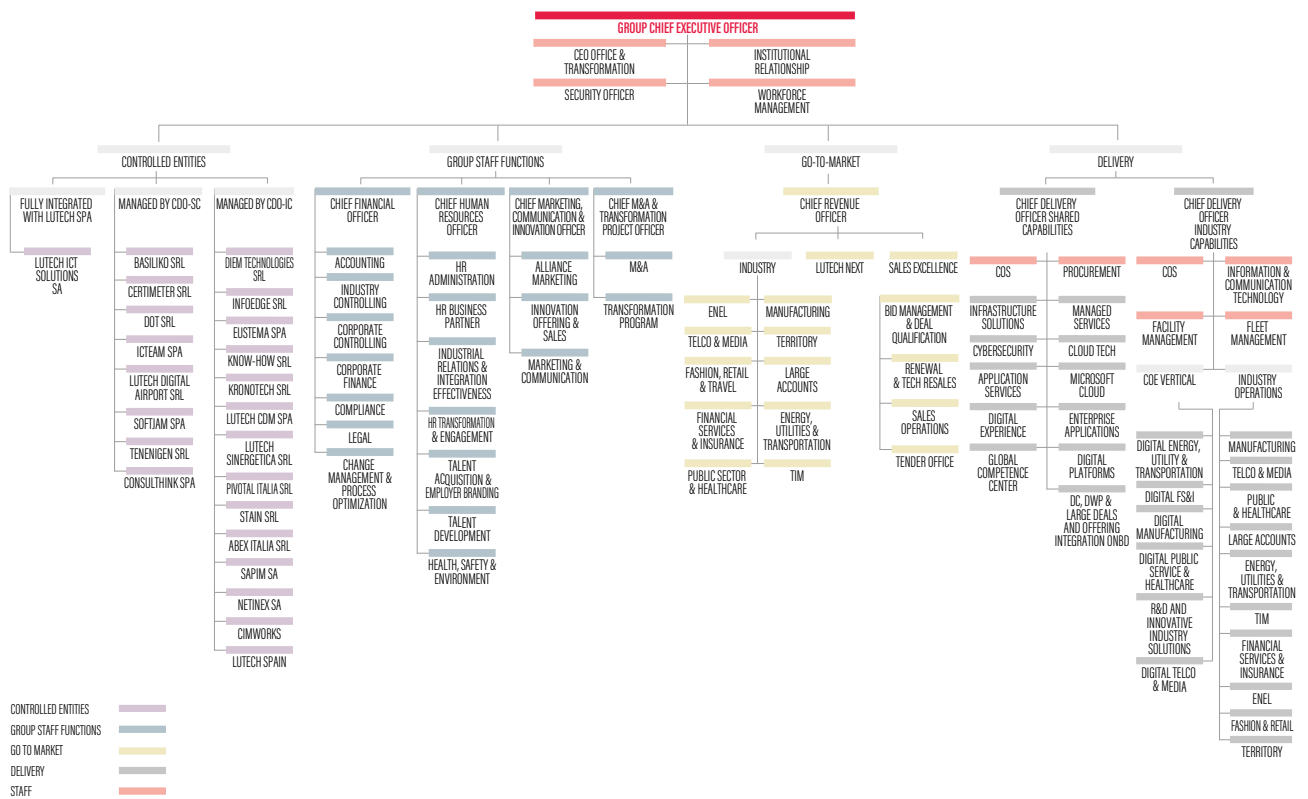 GROUP CHIEF EXECUTIVE OFFICER
CEO OFFICE &
TRANSFORMATION
INSTITUTIONAL
RELATIONSHIP
SECURITY OFFICER
WORKFORCE
MANAGEMENT
CONTROLLED ENTITIES
GROUP STAFF FUNCTIONS
GO-TO-MARKET
DELIVERY
FULLY INTEGRATED
WITH LUTECH SPA
LUTECH ICT
SOLUTIONS
SA
MANAGED BY CDO-SC
BASILIKO SRL
CERTIMETER SRL
DOT SRL
ICTEAM SPA
LUTECH DIGITAL
AIRPORT SRL
SOFTJAM SPA
TENENIGEN SRL
CONSULTHINK SPA
MANAGED BY CDO-IC
DIEM TECHNOLOGIES
SRL
INFOEDGE SRL
EUSTEMA SPA
KNOW-HOW SRL
KRONOTECH SRL
LUTECH CDM SPA
LUTECH
SINERGETICA SRL
PIVOTAL ITALIA SRL
STAIN SRL
ABEX ITALIA SRL
SAPIM SA
NETINEX SA
CIMWORKS
LUTECH SPAIN
CHIEF FINANCIAL
OFFICER
ACCOUNTING
INDUSTRY
CONTROLLING
CORPORATE
CONTROLLING
CORPORATE
FINANCE
COMPLIANCE
LEGAL
CHANGE
MANAGEMENT &
PROCESS
OPTIMIZATION
CHIEF HUMAN
RESOURCES
OFFICER
HR
ADMINISTRATION
HR BUSINESS
PARTNER
INDUSTRIAL
RELATIONS &
INTEGRATION
EFFECTIVENESS
HR TRANSFORMATION
& ENGAGEMENT
TALENT
ACQUISITION &
EMPLOYER BRANDING
TALENT
DEVELOPMENT
HEALTH, SAFETY &
ENVIRONMENT
CHIEF MARKETING,
COMMUNICATION &
INNOVATION OFFICER
ALLIANCE
MARKETING
INNOVATION
OFFERING &
SALES
MARKETING &
COMMUNICATION
CHIEF M&A &
TRANSFORMATION
PROJECT OFFICER
M&A
TRANSFORMATION
PROGRAM
CHIEF REVENUE
OFFICER
INDUSTRY
LUTECH NEXT
SALES EXCELLENCE
ENEL
MANUFACTURING
TELCO & MEDIA
TERRITORY
FASHION, RETAIL
& TRAVEL
LARGE
ACCOUNTS
FINANCIAL
SERVICES
& INSURANCE
ENERGY,
UTILITIES &
TRANSPORTATION
PUBLIC SECTOR
& HEALTHCARE
TIM
BID MANAGEMENT
& DEAL
QUALIFICATION
RENEWAL
& TECH RESALES
SALES
OPERATIONS
TENDER OFFICE
CHIEF DELIVERY
OFFICER SHARED
CAPABILITIES
COS
PROCUREMENT
INFRASTRUCTURE
SOLUTIONS
MANAGED
SERVICES
CYBERSECURITY
CLOUD TECH
APPLICATION
SERVICES
MICROSOFT
CLOUD
DIGITAL
EXPERIENCE
ENTERPRISE
APPLICATIONS
GLOBAL
COMPETENCE
CENTER
DIGITAL
PLATFORMS
DC, DWP &
LARGE DEALS
AND OFFERING
INTEGRATION ONBD
CHIEF DELIVERY
OFFICER
INDUSTRY
CAPABILITIES
COS
INFORMATION &
COMMUNICATION
TECHNOLOGY
FACILITY
MANAGEMENT
FLEET
MANAGEMENT
COE VERTICAL
INDUSTRY
OPERATIONS
DIGITAL ENERGY,
UTILITY &
TRANSPORTATION
DIGITAL FS&I
DIGITAL
MANUFACTURING
DIGITAL PUBLIC
SERVICE &
HEALTHCARE
R&D AND
INNOVATIVE
INDUSTRY
SOLUTIONS
DIGITAL TELCO
& MEDIA
MANUFACTURING
TELCO & MEDIA
PUBLIC
& HEALTHCARE
LARGE ACCOUNTS
ENERGY,
UTILITIES &
TRANSPORTATION
TIM
FINANCIAL
SERVICES &
INSURANCE
ENEL
FASHION & RETAIL
TERRITORY
CONTROLLED ENTITIES
GROUP STAFF FUNCTIONS
GO TO MARKET
DELIVERY
STAFF